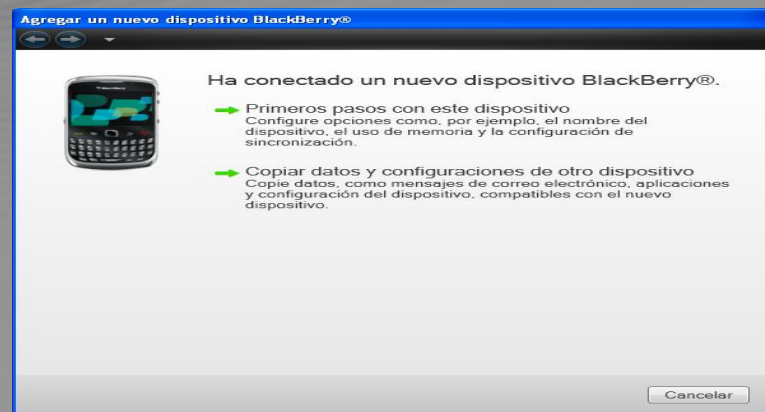 Agregar un nuevo dispositivo BlackBerry®
Ha conectado un nuevo dispositivo BlackBerry®.
Primeros pasos con este dispositivo
Configure opciones como, por ejemplo, el nombre del
dispositivo, el uso de memoria y la configuración de
sincronización.
Copiar datos y configuraciones de otro dispositivo
Copie datos, como mensajes de correo electrónico, aplicaciones
y configuración del dispositivo, compatibles con el nuevo
dispositivo.
Cancelar